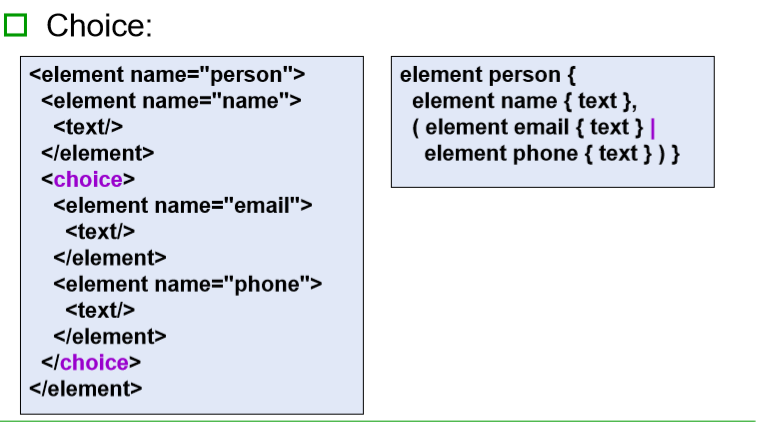 Choice:
<element name="person">
<element name="name">
<text/>
</element>
<choice>
<element name="email">
<text/>
</element>
<element name="phone">
<text/>
</element>
</choice>
</element>
element person {
element name { text },
( element email { text } |
element phone { text } ) }